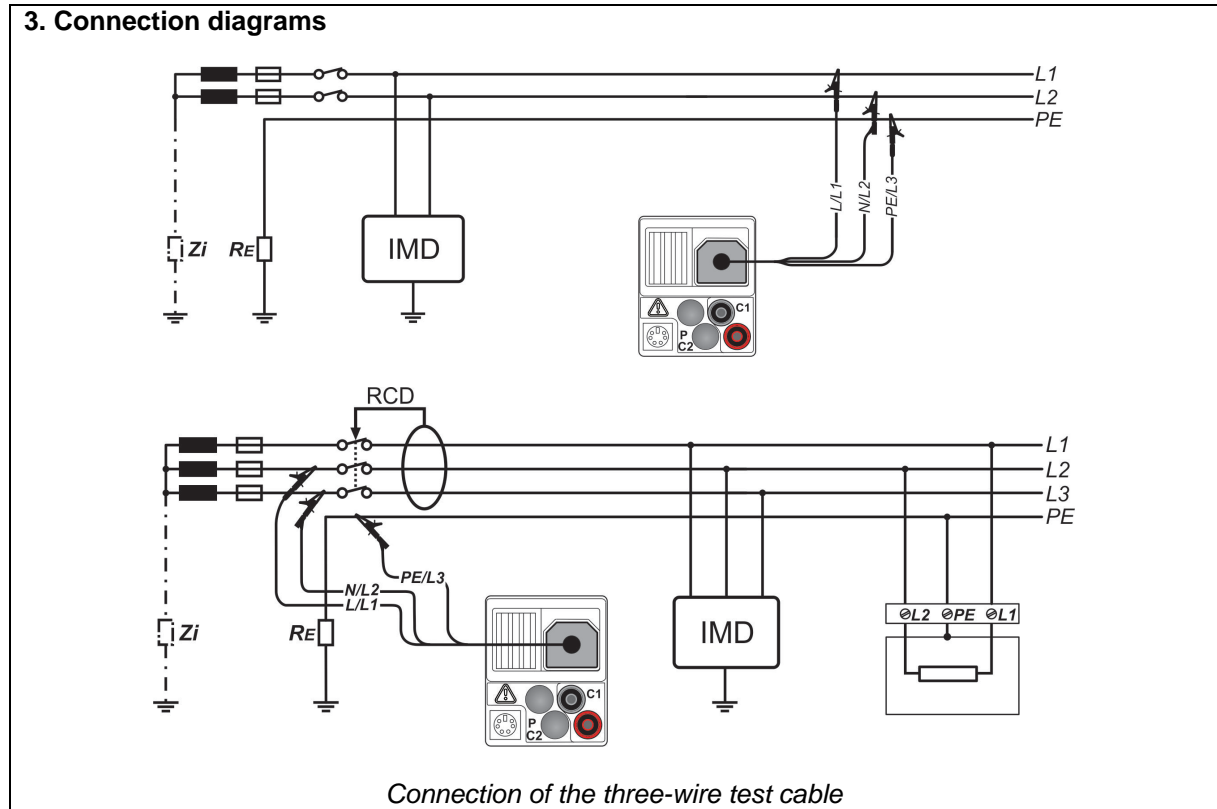 3. Connection diagrams
L1
L2
PE
L/L1
N/L2
PE/L3
Zi
RE
IMD
C1
P
C2
RCD
L1
L2
L3
PE
PE/L3
N/L2
L/L1
L2 PE L1
Zi
RE
IMD
C1
P
C2
Connection of the three-wire test cable